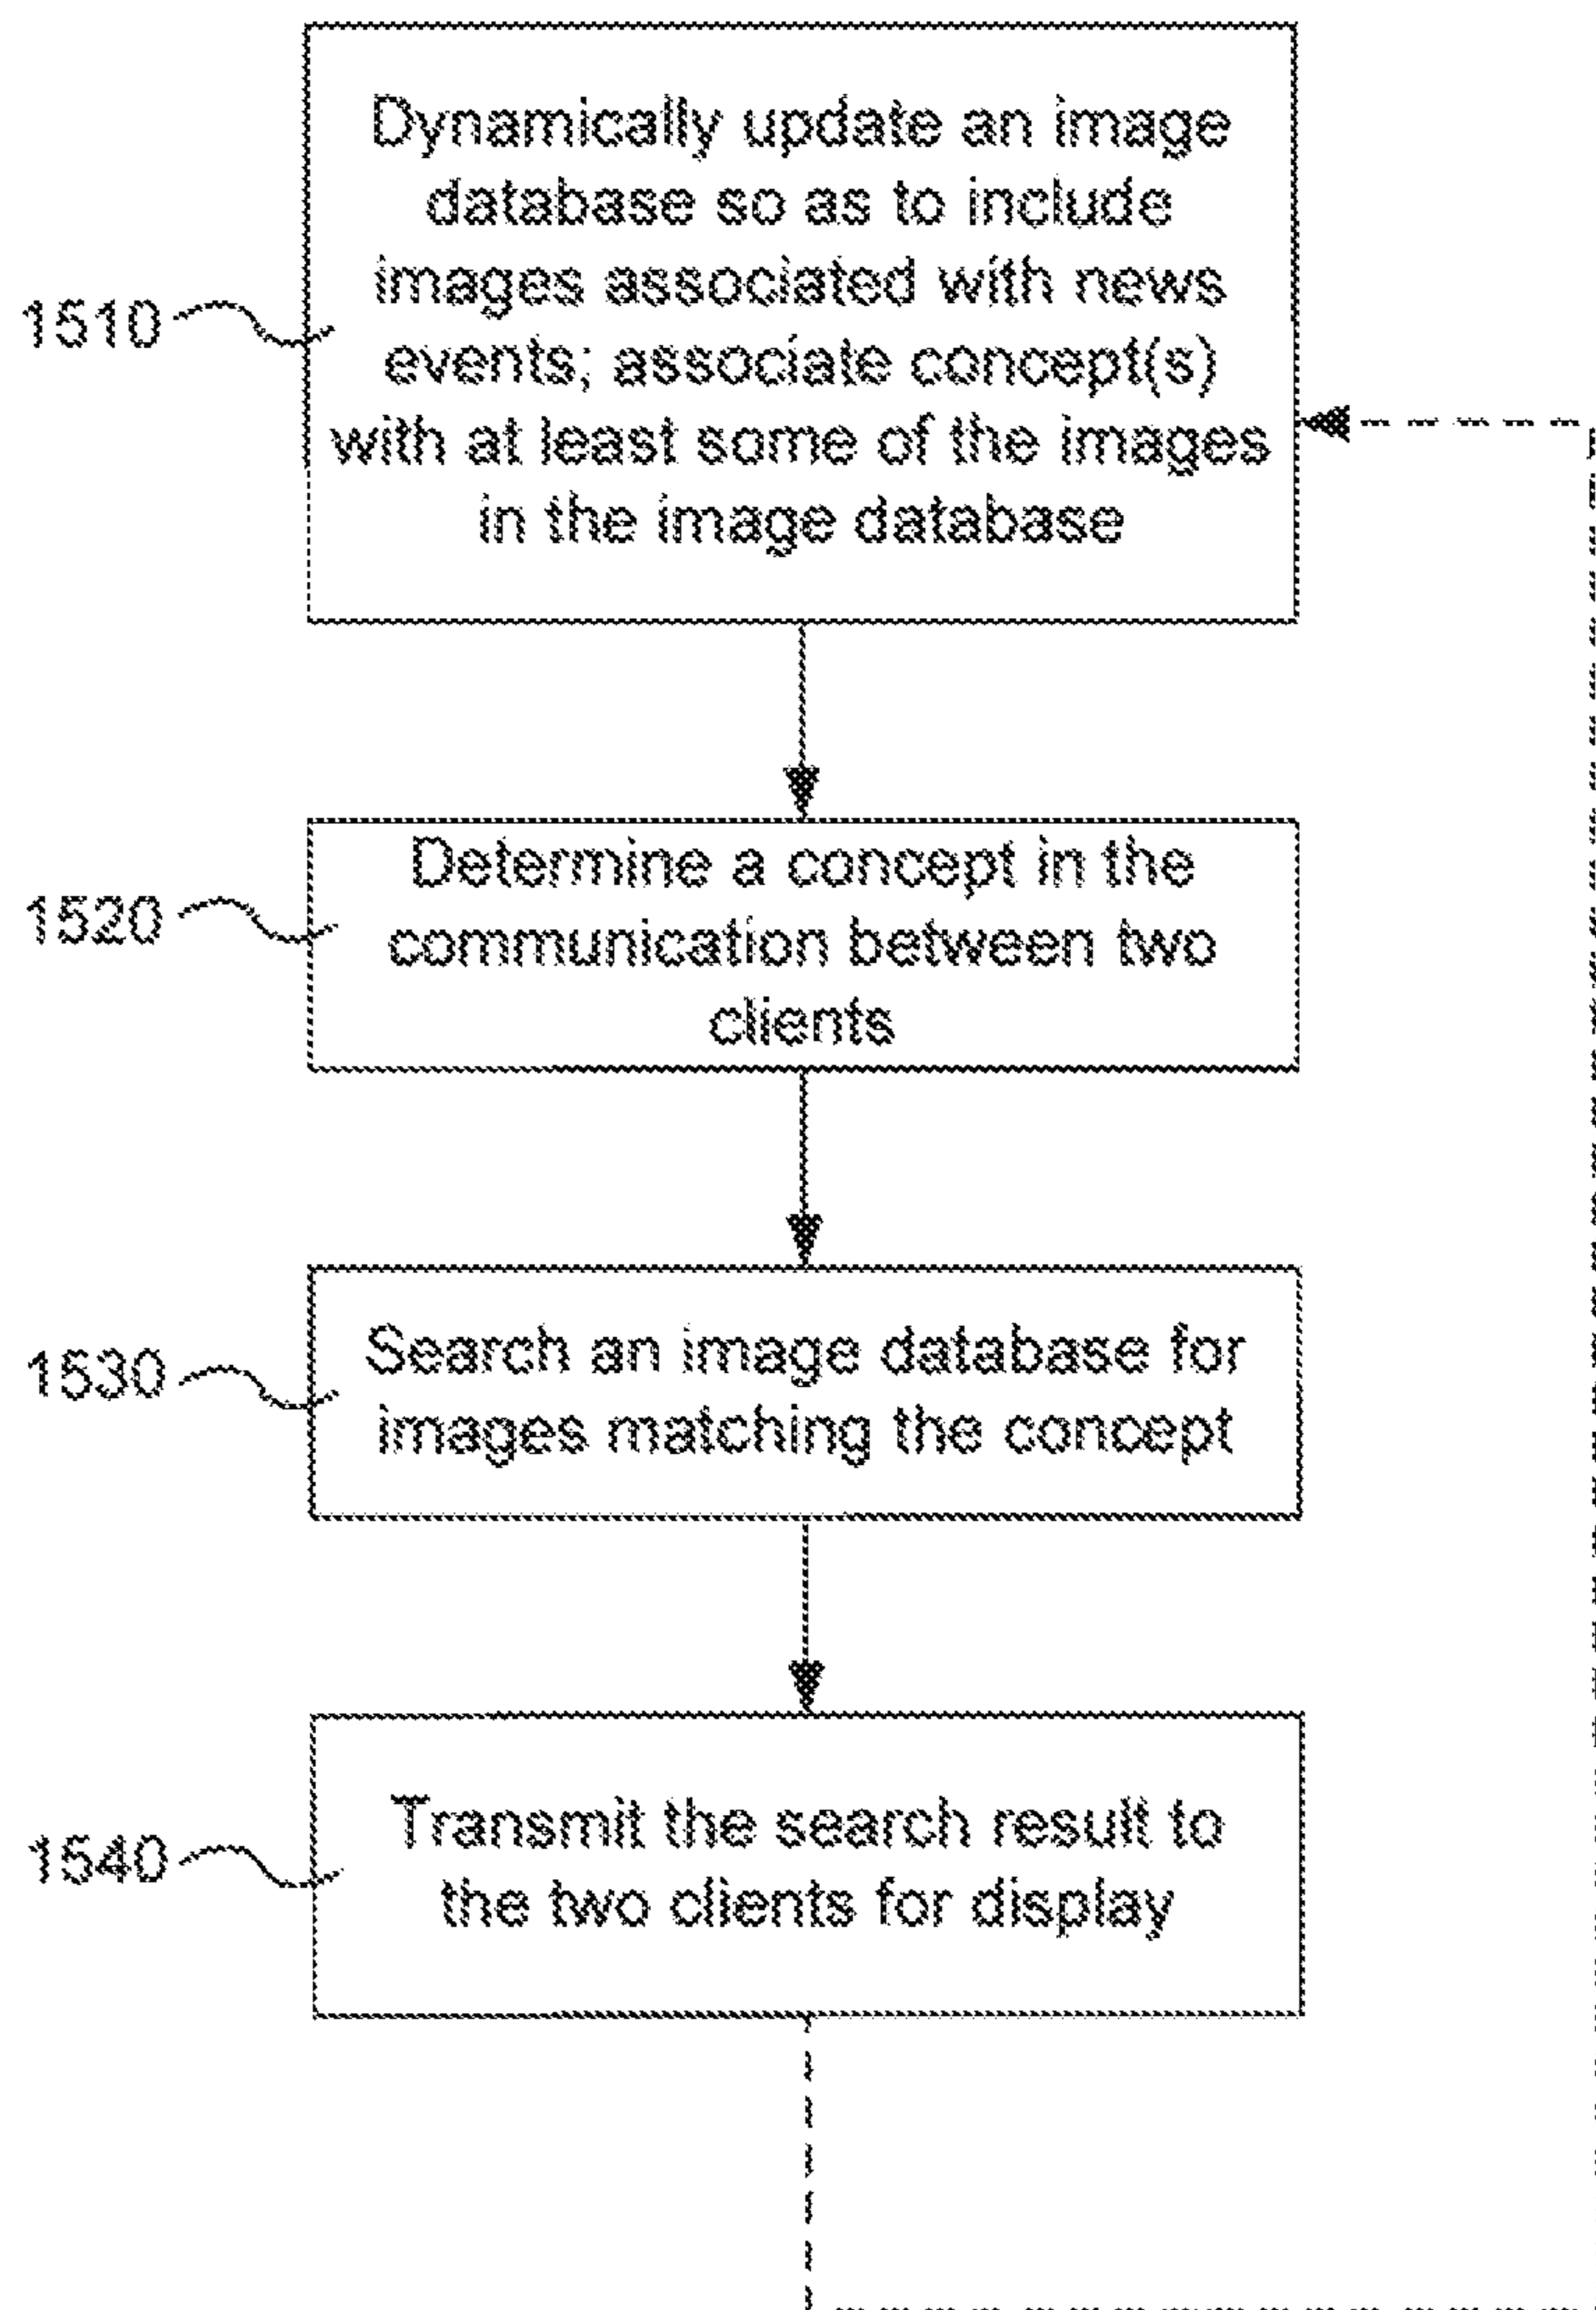 Dynamically update an image
database so as to include
images associated with news
events; associate concept(s)
with at least some of the images
in the image database
1510
Determine a concept in the
communication between two
clients
1520
Search an image database for
images matching the concept
1530
Transmit the search result to
the two clients for display
1540